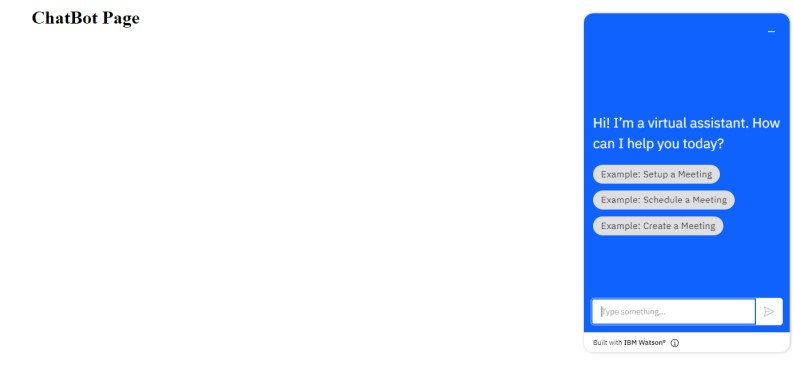 ChatBot Page
Hi! I'm a virtual assistant. How
can I help you today?
Example: Setup a Meeting
Example: Schedule a Meeting
Example: Create a Meeting
Type something...
Built with IBM Watson®